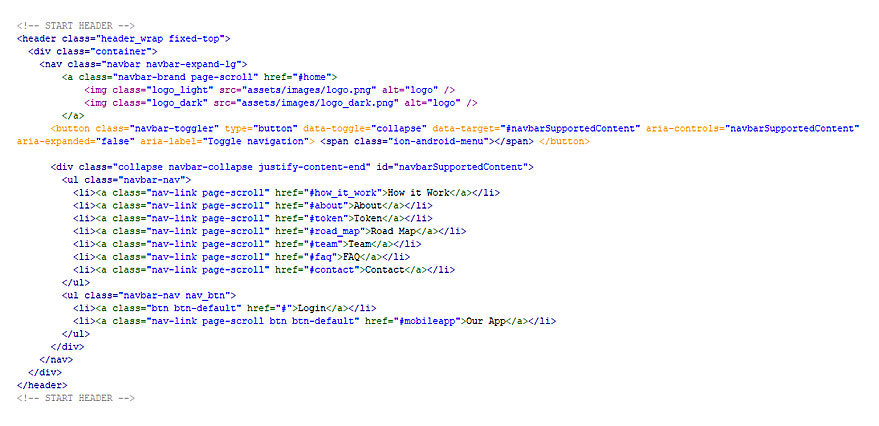 <!-- START HEADER -->
<header class="header_wrap fixed-top">
<div class="container">
<nav class="navbar navbar-expand-lg">
<a class="navbar-brand page-scroll" href="#home">
<img class="logo_light" src="assets/images/logo.png" alt="logo" />
<img class="logo_dark" src="assets/images/logo_dark.png" alt="logo" />
</a>
<button class="navbar-toggler" type="button" data-toggle="collapse" data-target="#navbarSupportedContent" aria-controls="navbarSupportedContent"
aria-expanded="false" aria-label="Toggle navigation"> <span class="ion-android-menu"></span> </button>
<div class="collapse navbar-collapse justify-content-end" id="navbarSupportedContent">
<ul class="navbar-nav">
<li><a class="nav-link page-scroll" href="#how_it_work">How it Work</a></li>
<li><a class="nav-link page-scroll" href="#about">About</a></li>
<li><a class="nav-link page-scroll" href="#token">Token</a></li>
<li><a class="nav-link page-scroll" href="#road_map">Road Map</a></li>
<li><a class="nav-link page-scroll" href="#team">Team</a></li>
<li><a class="nav-link page-scroll" href="#faq">FAQ</a></li>
<li><a class="nav-link page-scroll" href="#contact">Contact</a></li>
</ul>
<ul class="navbar-nav nav_btn">
<li><a class="btn btn-default" href="#">Login</a></li>
<li><a class="nav-link page-scroll btn btn-default" href="#mobileapp">Our App</a></li>
</ul>
</div>
</nav>
</div>
</header>
<!-- START HEADER -->